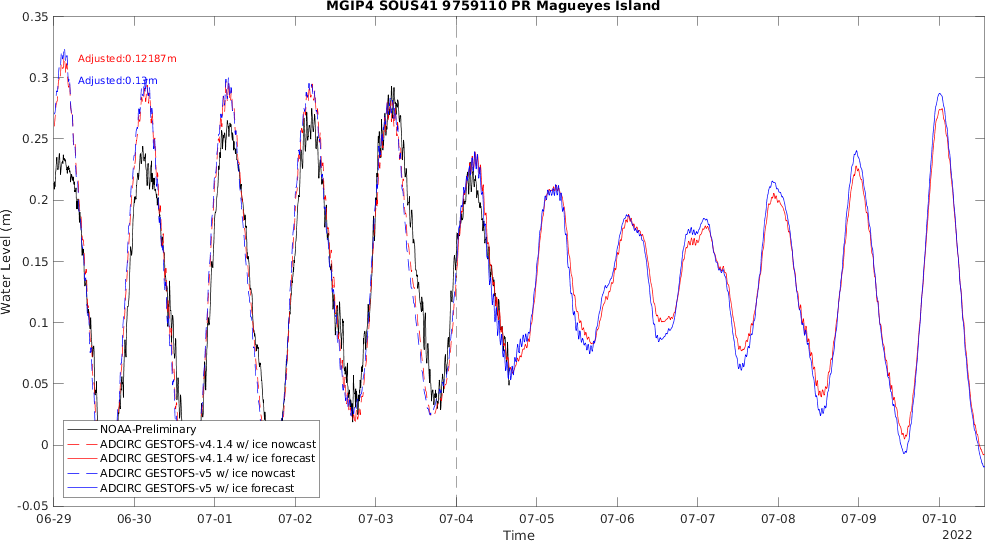 MGIP4 SOUS41 9759110 PR Magueyes Island
0.35
0.3
0.25
0.2
0.15
0.1
0.05
0
-0.05
Water Level (m)
Adjusted:0.12187m
Adjusted:0.13m
NOAA-Preliminary
ADCIRC GESTOFS-v4.1.4 w/ ice nowcast
ADCIRC GESTOFS-v4.1.4 w/ ice forecast
ADCIRC GESTOFS-v5 w/ ice nowcast
ADCIRC GESTOFS-v5 w/ ice forecast
06-29 06-30 07-01 07-02 07-03 07-04 07-05 07-06 07-07 07-08 07-09 07-10
Time
2022